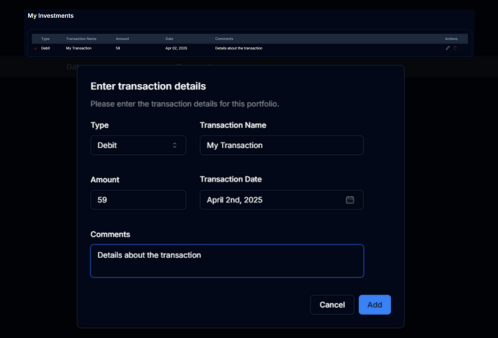 My Investments
Type Transaction Name Amount Date Comments Actions
Debit My Transaction 59 Apr 02, 2025 Details about the transaction
Enter transaction details
Please enter the transaction details for this portfolio.
Type Transaction Name
Debit My Transaction
Amount Transaction Date
59 April 2nd, 2025
Comments
Details about the transaction
Cancel Add